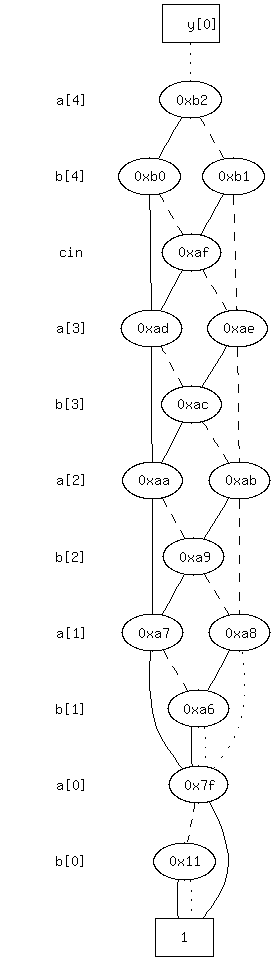 y[0]
a[4] 0xb2
b[4] 0xb0 0xb1
cin 0xaf
a[3] 0xad 0xae
b[3] 0xac
a[2] 0xaa 0xab
b[2] 0xa9
a[1] 0xa7 0xa8
b[1] 0xa6
a[0] 0x7f
b[0] 0x11
1